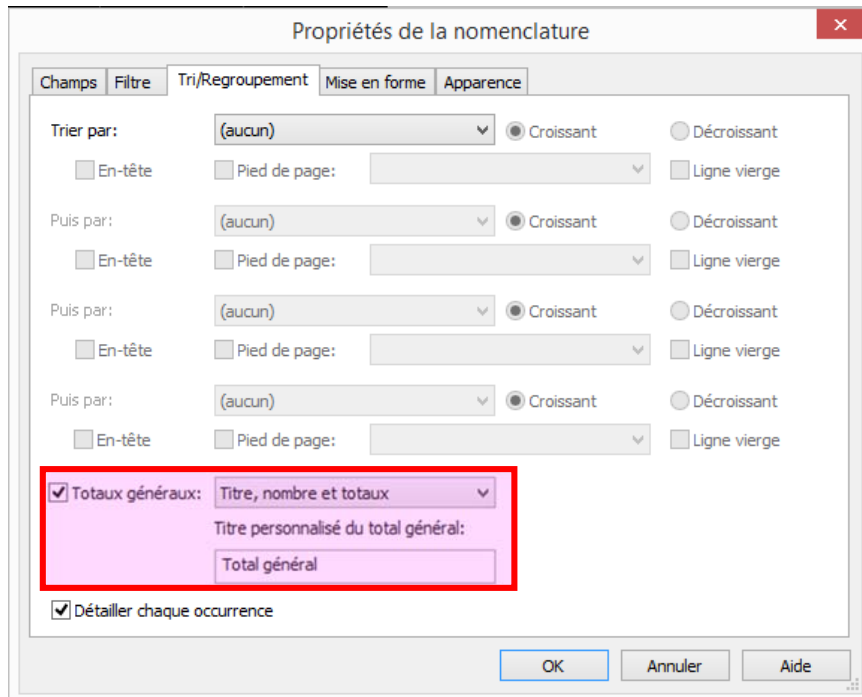 Propriétés de la nomenclature
Champs Filtre Tri/Regroupement Mise en forme Apparence
Trier par: (aucun) Croissant Décroissant
En-tête Pied de page: Ligne vierge
Puis par: (aucun) Croissant Décroissant
En-tête Pied de page: Ligne vierge
Puis par: (aucun) Croissant Décroissant
En-tête Pied de page: Ligne vierge
Puis par: (aucun) Croissant Décroissant
En-tête Pied de page: Ligne vierge
Totaux généraux: Titre, nombre et totaux
Titre personnalisé du total général:
Total général
Détailler chaque occurrence
OK Annuler Aide